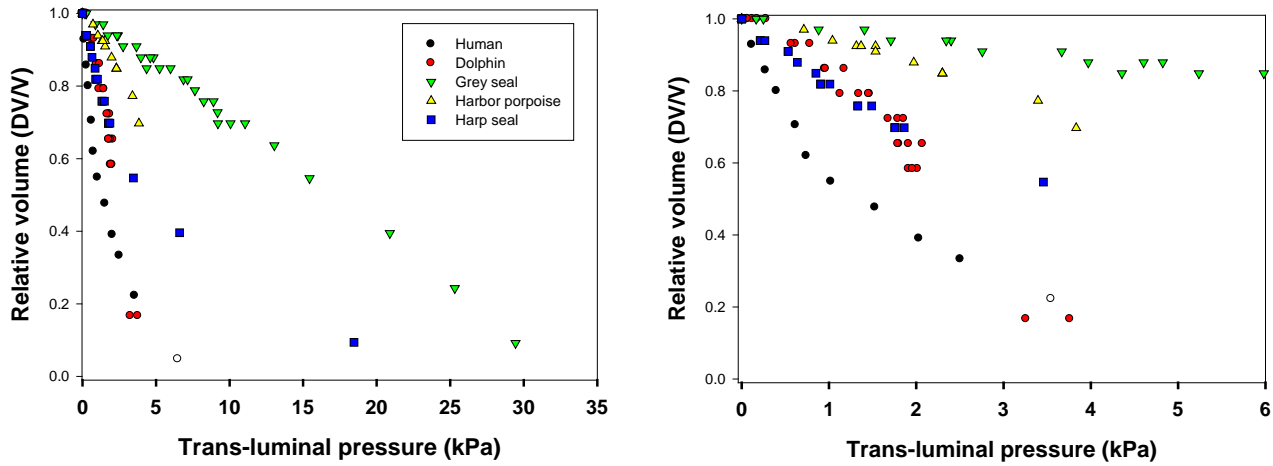 Relative volume (DV/V)
1.0
0.8
0.6
0.4
0.2
0.0
Human
Dolphin
Grey seal
Harbor porpoise
Harp seal
0 5 10 15 20 25 30 35
Trans-luminal pressure (kPa)
Relative volume (DV/V)
1.0
0.8
0.6
0.4
0.2
0.0
0 1 2 3 4 5 6
Trans-luminal pressure (kPa)